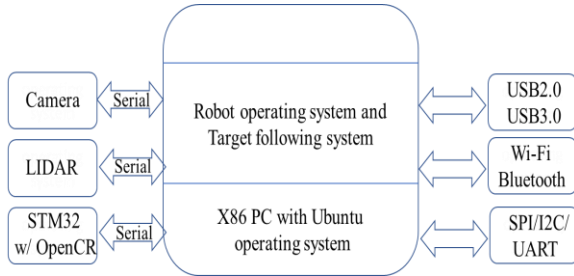 Camera
Serial
LIDAR
Serial
STM32
w/ OpenCR
Serial
Robot operating system and
Target following system
X86 PC with Ubuntu
operating system
USB2.0
USB3.0
Wi-Fi
Bluetooth
SPI/I2C/
UART